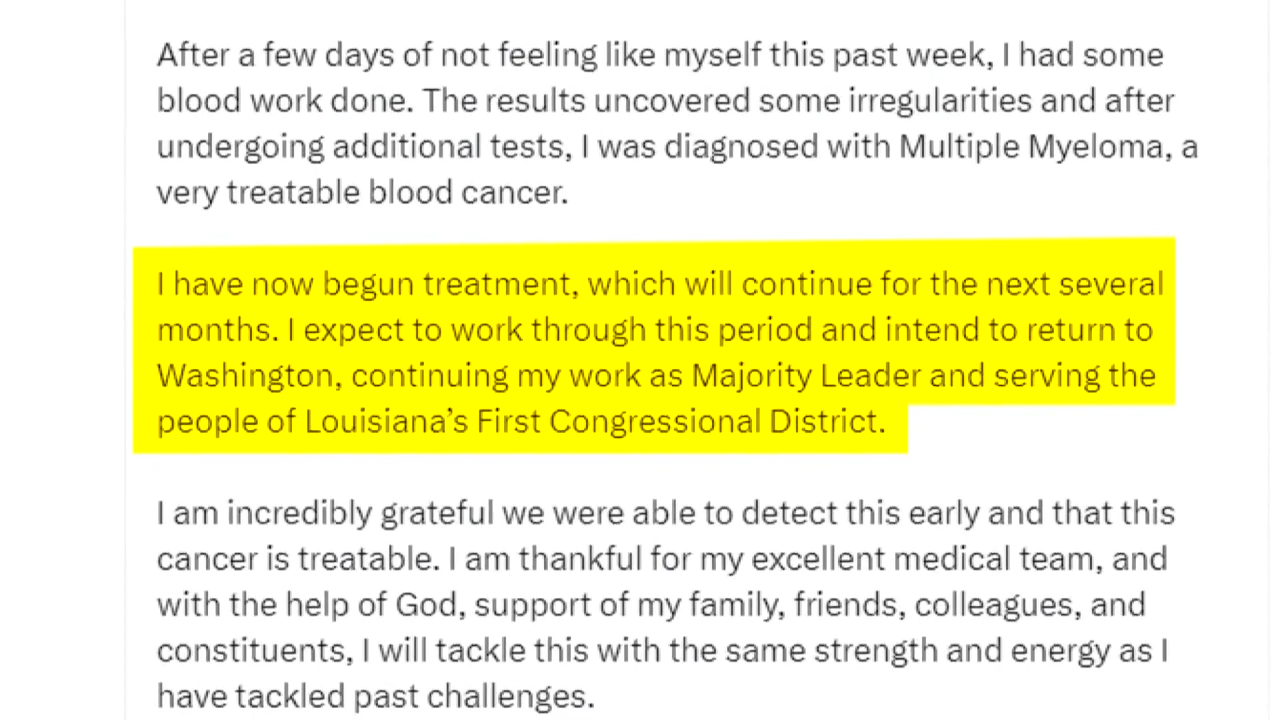 After a few days of not feeling like myself this past week, I had some
blood work done. The results uncovered some irregularities and after
undergoing additional tests, I was diagnosed with Multiple Myeloma, a
very treatable blood cancer.
I have now begun treatment, which will continue for the next several
months. I expect to work through this period and intend to return to
Washington, continuing my work as Majority Leader and serving the
people of Louisiana’s First Congressional District.
I am incredibly grateful we were able to detect this early and that this
cancer is treatable. I am thankful for my excellent medical team, and
with the help of God, support of my family, friends, colleagues, and
constituents, I will tackle this with the same strength and energy as I
have tackled past challenges.